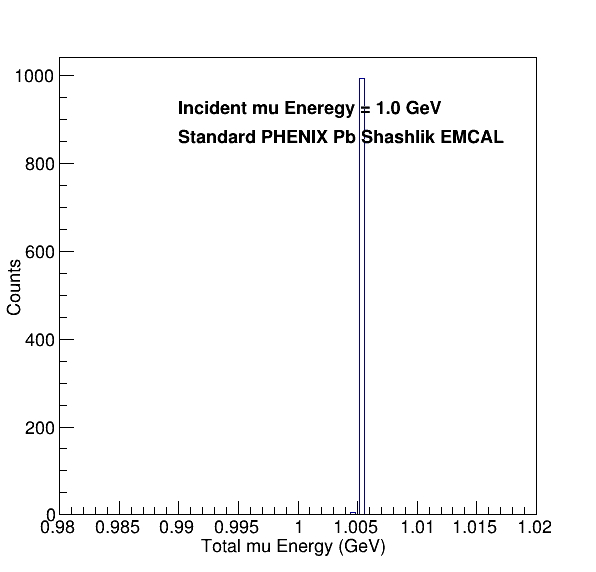 1000
Incident mu Eneregy = 1.0 GeV
Standard PHENIX Pb Shashlik EMCAL
800
600
Counts
400
200
0
0.98 0.985 0.99 0.995 1 1.005 1.01 1.015 1.02
Total mu Energy (GeV)